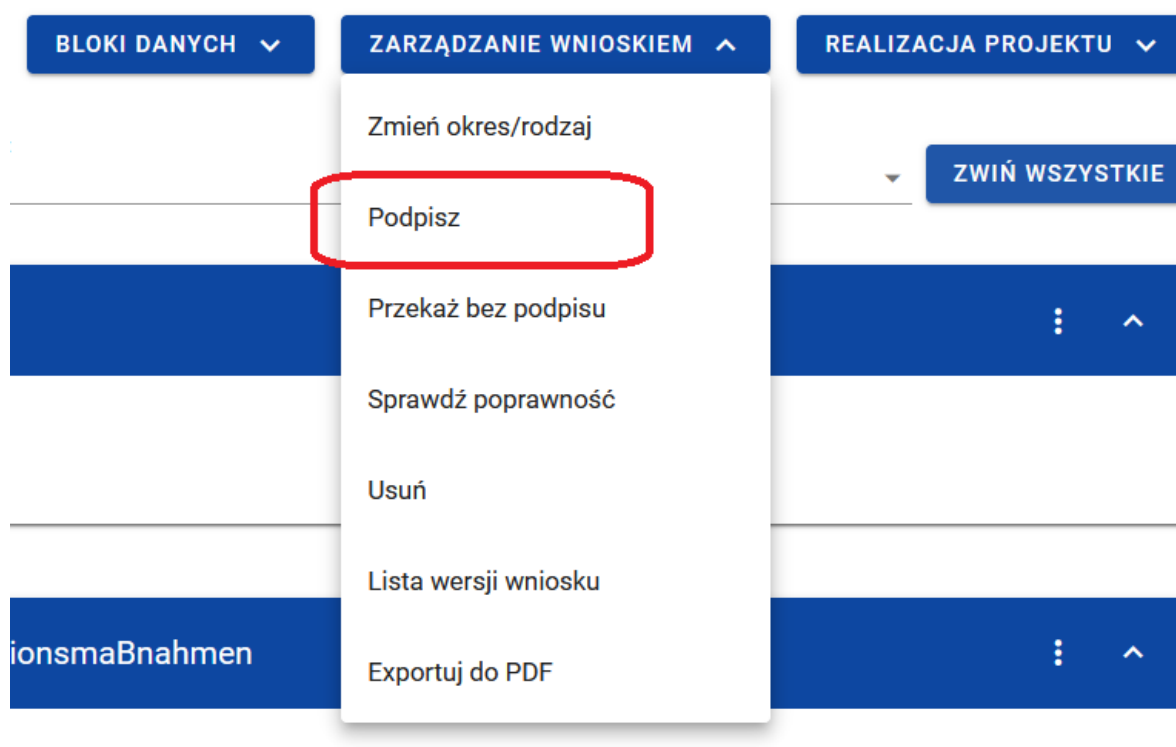 BLOKI DANYCH
ZARZĄDZANIE WNIOSKIEM
REALIZACJA PROJEKTU
Zmień okres/rodzaj
ZWIŃ WSZYSTKIE
Podpisz
Przekaż bez podpisu
Sprawdź poprawność
Usuń
Lista wersji wniosku
ionsmaBnahmen
Exportuj do PDF